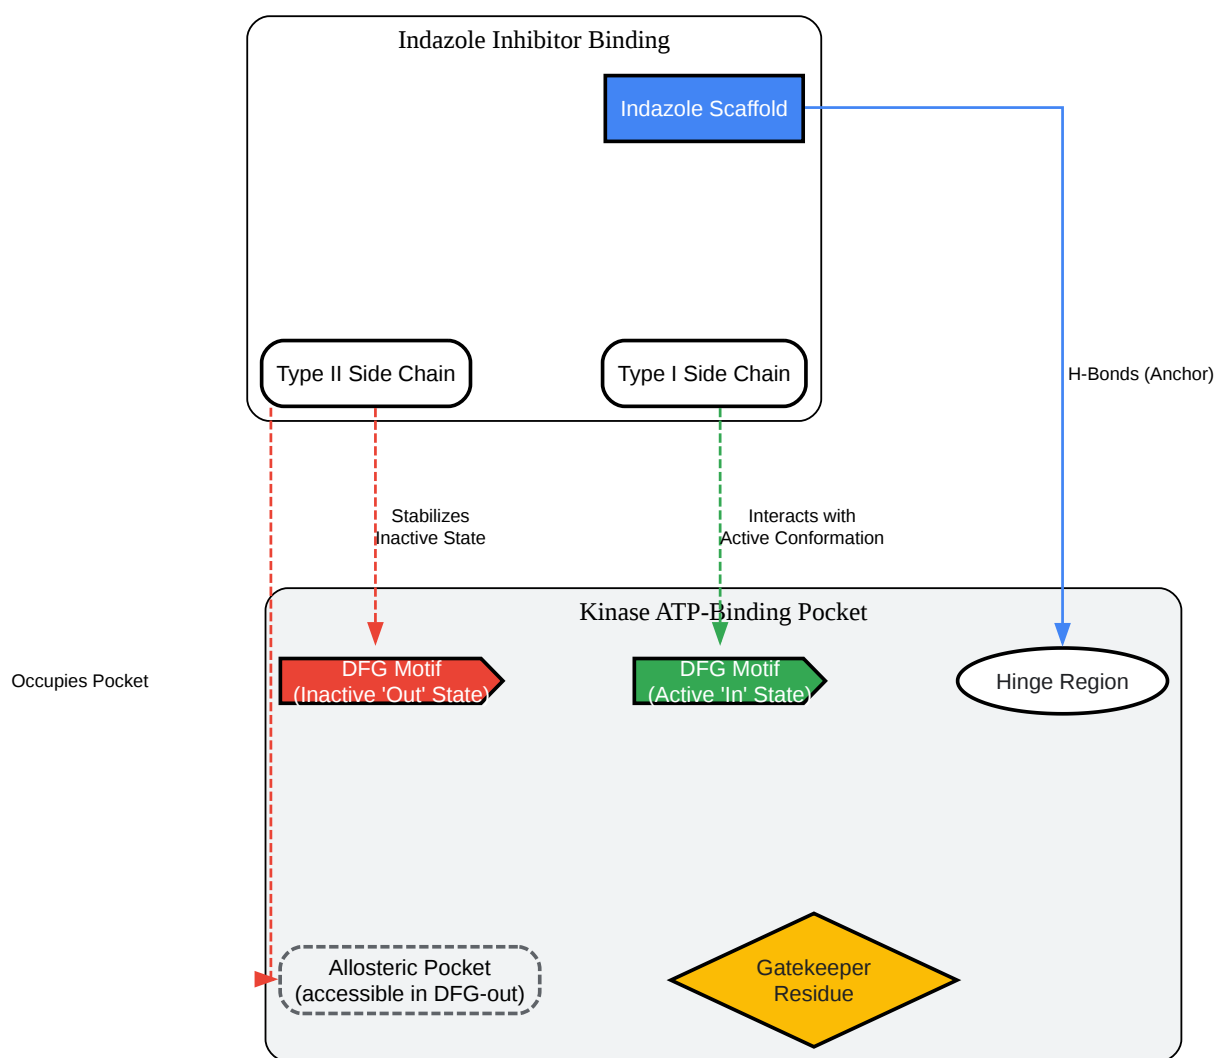 Indazole Inhibitor Binding
Indazole Scaffold
Type II Side Chain
Type I Side Chain
H-Bonds (Anchor)
Stabilizes
Inactive State
Interacts with
Active Conformation
Kinase ATP-Binding Pocket
DFG Motif
(Inactive 'Out' State)
DFG Motif
(Active 'In' State)
Hinge Region
Occupies Pocket
Allosteric Pocket
(accessible in DFG-out)
Gatekeeper
Residue